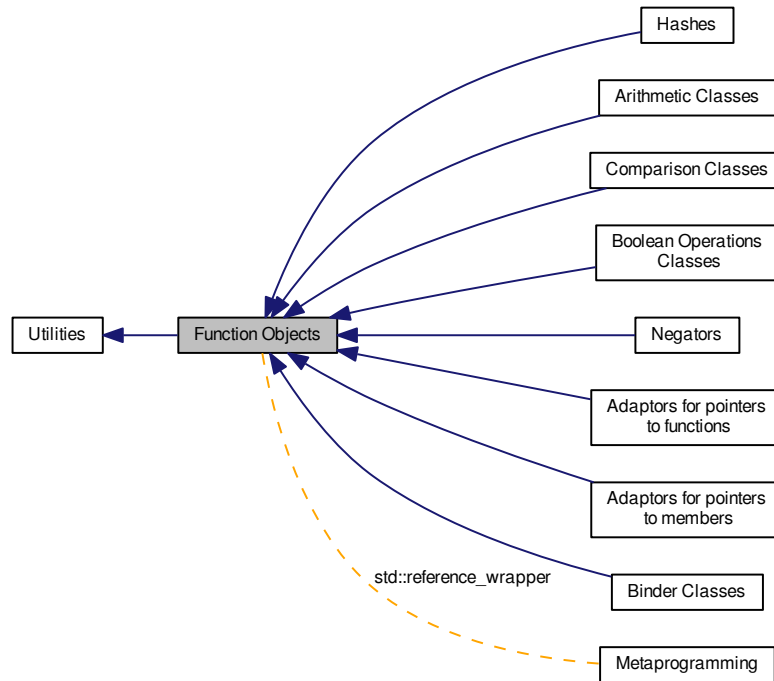 Hashes
Arithmetic Classes
Comparison Classes
Boolean Operations
Classes
Utilities
Function Objects
Negators
Adaptors for pointers
to functions
Adaptors for pointers
to members
std::reference_wrapper
Binder Classes
Metaprogramming